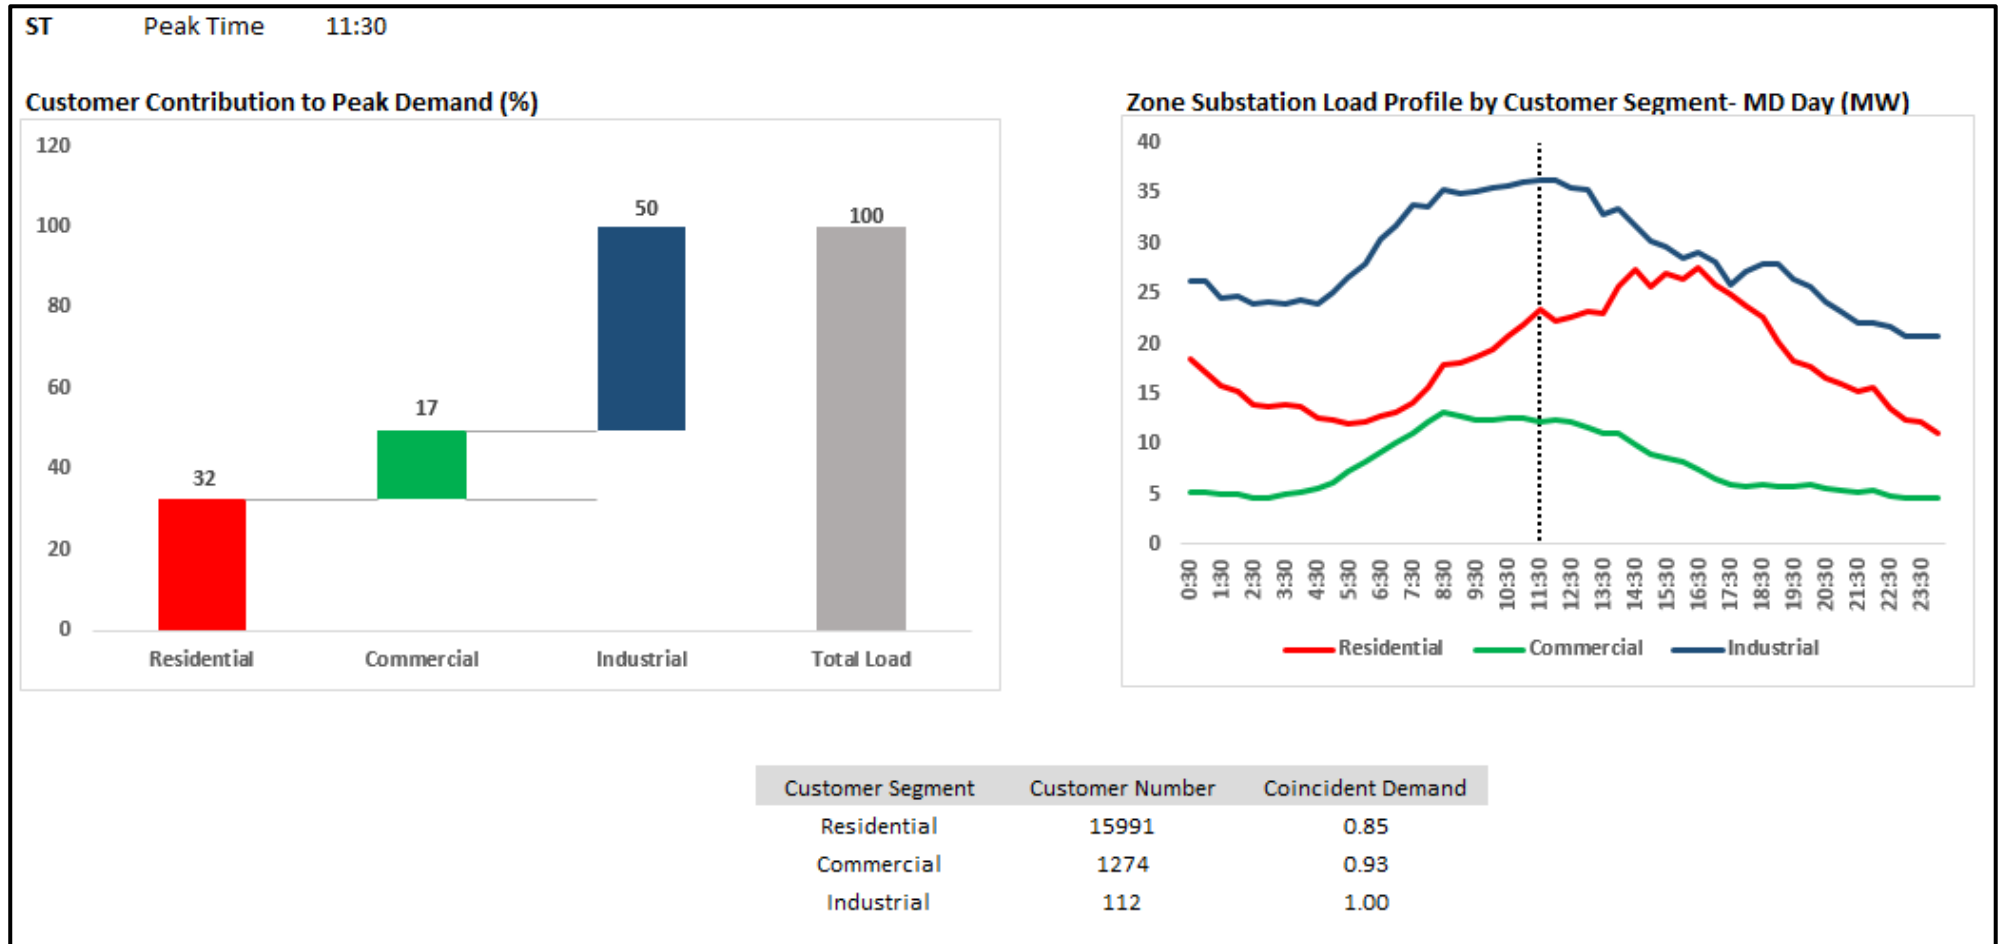 ST Peak Time 11:30
Customer Contribution to Peak Demand (%)
120
100
80
60
40
20
0
32
17
50
100
Residential Commercial Industrial Total Load
Zone Substation Load Profile by Customer Segment- MD Day (MW)
40
35
30
25
20
15
10
5
0
0:30 1:30 2:30 3:30 4:30 5:30 6:30 7:30 8:30 9:30 10:30 11:30 12:30 13:30 14:30 15:30 16:30 17:30 18:30 19:30 20:30 21:30 22:30 23:30
Residential Commercial Industrial
Customer Segment Customer Number Coincident Demand
Residential 15991 0.85
Commercial 1274 0.93
Industrial 112 1.00